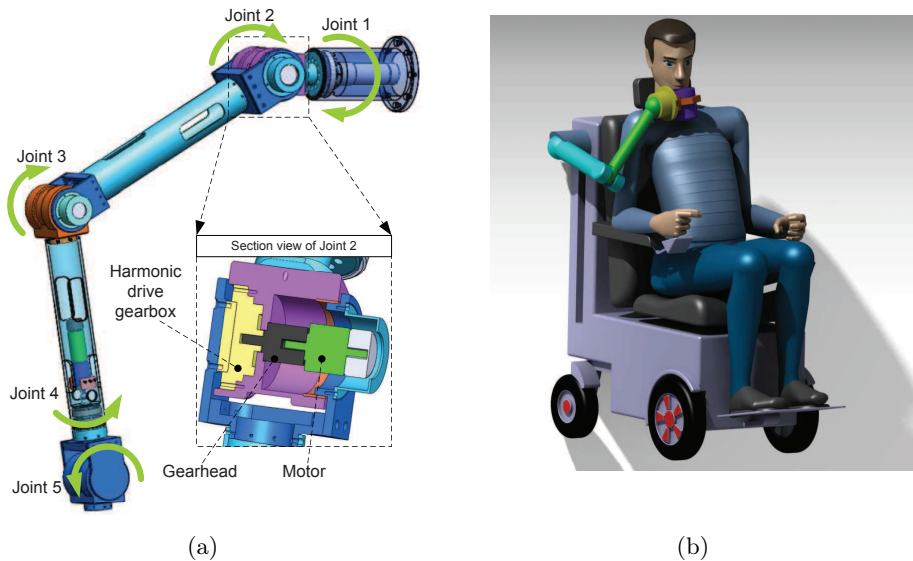 Joint 2
Joint 1
Joint 3
Section view of Joint 2
Harmonic
drive
gearbox
Joint 4
Joint 5
Gearhead
Motor
(a)
(b)